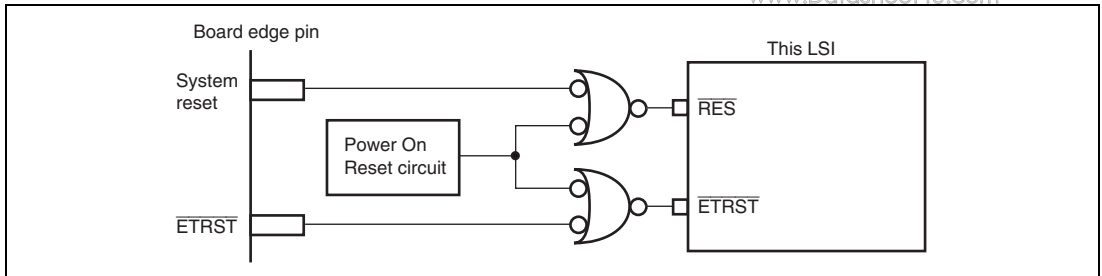 Board edge pin
System
reset
Power On
Reset circuit
ETRST
This LSI
RES
ETRST